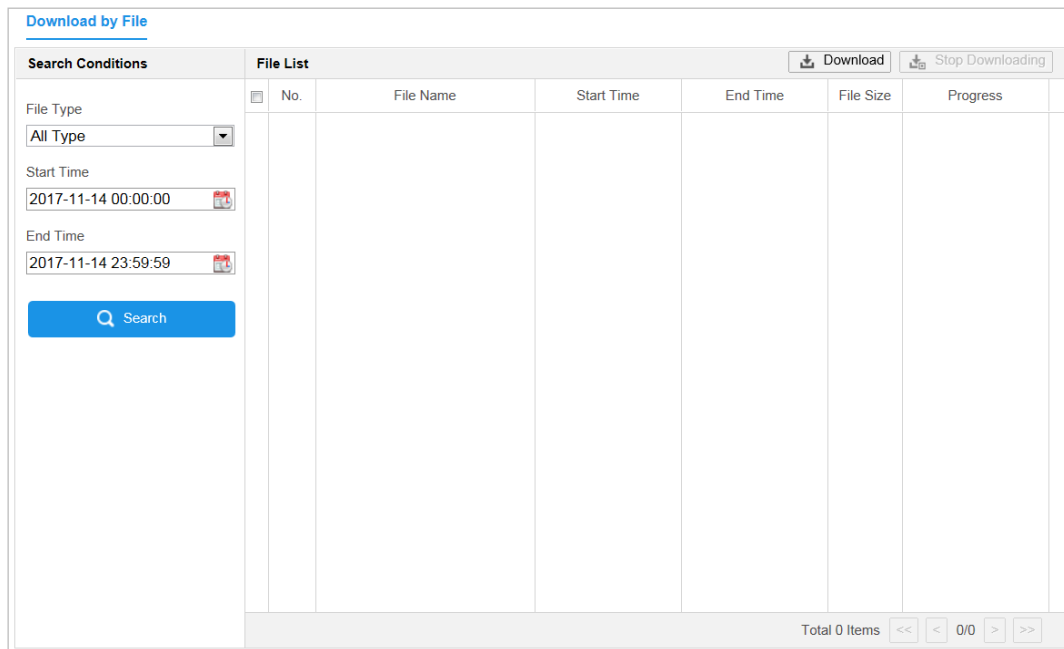 Download by File
Search Conditions
File List
Download
Stop Downloading
No.
File Name
Start Time
End Time
File Size
Progress
File Type
All Type
Start Time
2017-11-14 00:00:00
End Time
2017-11-14 23:59:59
Search
Total 0 Items << < 0/0 > >>